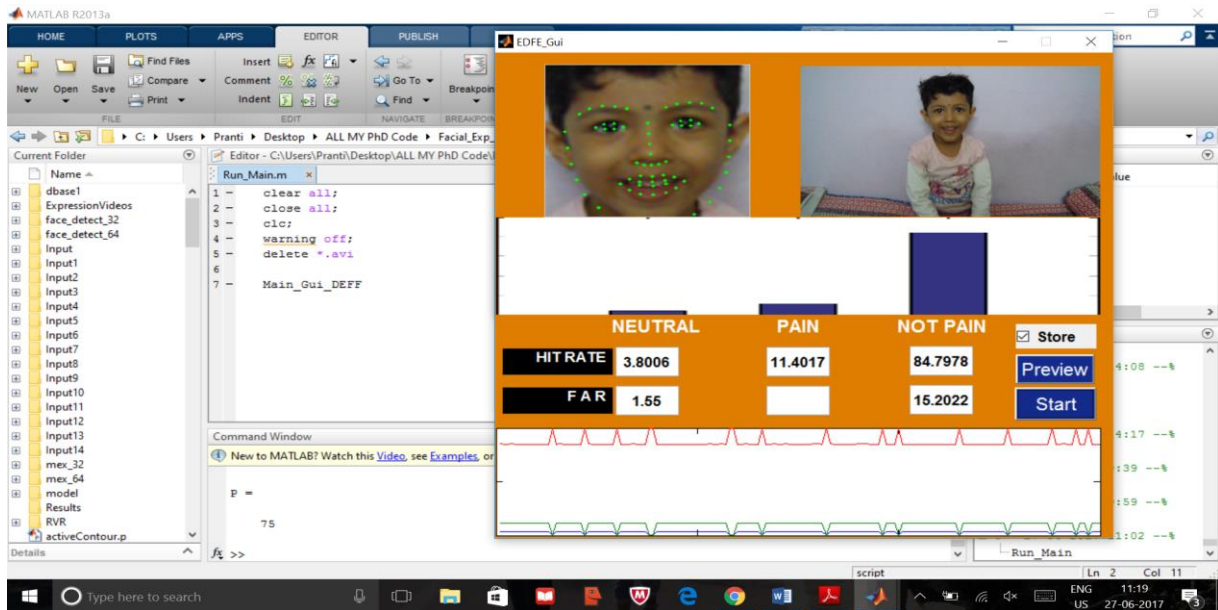 MATLAB R2013a
HOME PLOTS APPS EDITOR PUBLISH
New Open Save
Find Files
Compare
Print
Insert
Comment
Indent
Go To
Find
FILE EDIT NAVIGATE
C: Users Pranti Desktop ALL MY PhD Code
Current Folder
Name
dbase1
ExpressionVideos
face_detect_32
face_detect_64
Input
Input1
Input2
Input3
Input4
Input5
Input6
Input7
Input8
Input9
Input10
Input11
Input12
Input13
Input14
mex_32
mex_64
model
Results
RVR
activeContour.p
Details
Editor - C:\Users\Pranti\Desktop\ALL MY PhD Code\
Run_Main.m
1 - clear all;
2 - close all;
3 - clc;
4 - warning off;
5 - delete *.avi
6
7 - Main_Gui_DEFF
Command Window
New to MATLAB? Watch this Video, see Examples, or
P =
75
fx >>
EDFE_Gui
NEUTRAL PAIN NOT PAIN
Store
HIT RATE 3.8006 11.4017 84.7978
Preview
F A R 1.55 15.2022
Start
4:08 --%
4:17 --%
:39 --%
:59 --%
1:02 --%
Run_Main
script Ln 2 Col 11
Type here to search
ENG
US
11:19
27-06-2017
3